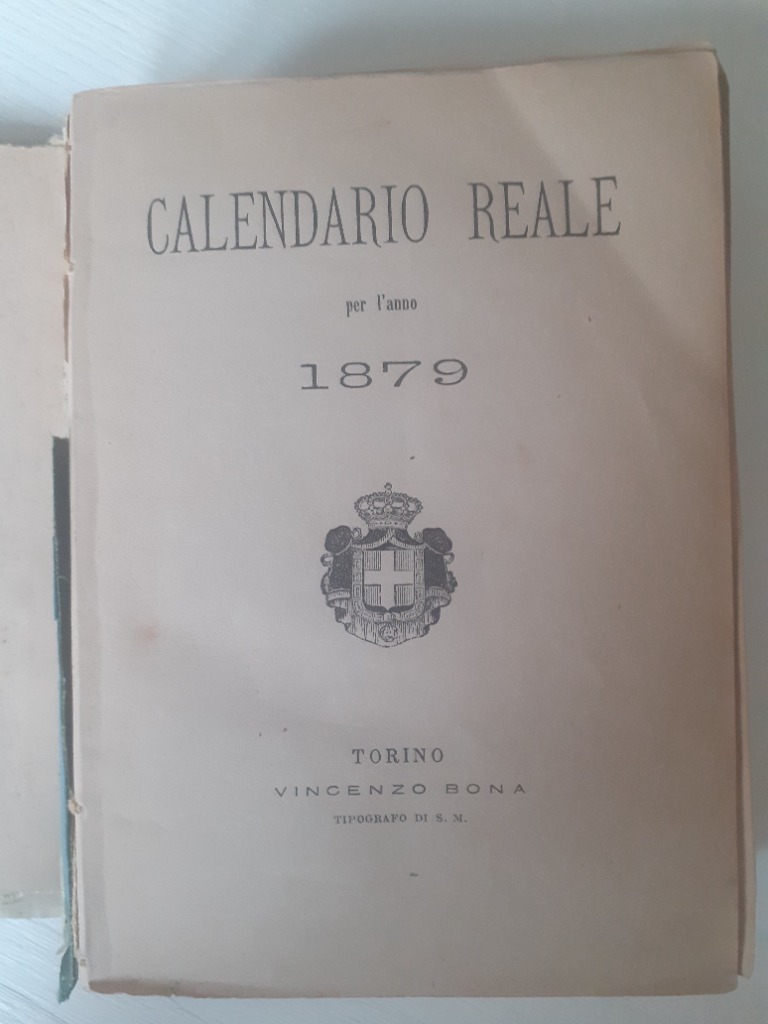 CALENDARIO REALE
per l'anno
1879
TORINO
VINCENZO BONA
TIPOGRAFO DI S. M.